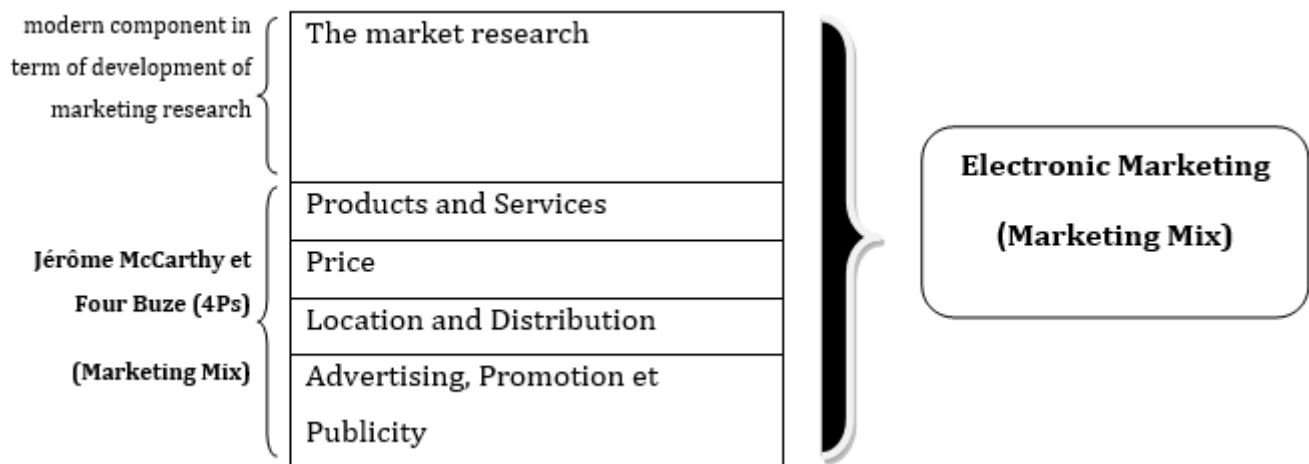 modern component in
term of development of
marketing research
The market research
Jérôme McCarthy et
Four Buze (4Ps)
(Marketing Mix)
Products and Services
Price
Location and Distribution
Advertising, Promotion et
Publicity
Electronic Marketing
(Marketing Mix)